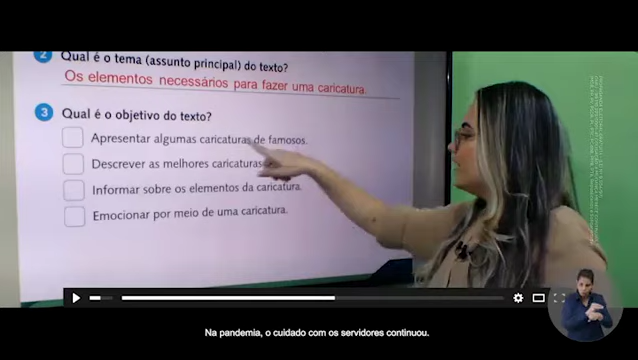 2 Qual é o tema (assunto principal) do texto?
Os elementos necessários para fazer uma caricatura.
3 Qual é o objetivo do texto?
Apresentar algumas caricaturas de famosos.
Descrever as melhores caricaturas
Informar sobre os elementos da caricatura.
Emocionar por meio de uma caricatura.
Na pandemia, o cuidado com os servidores continuou.